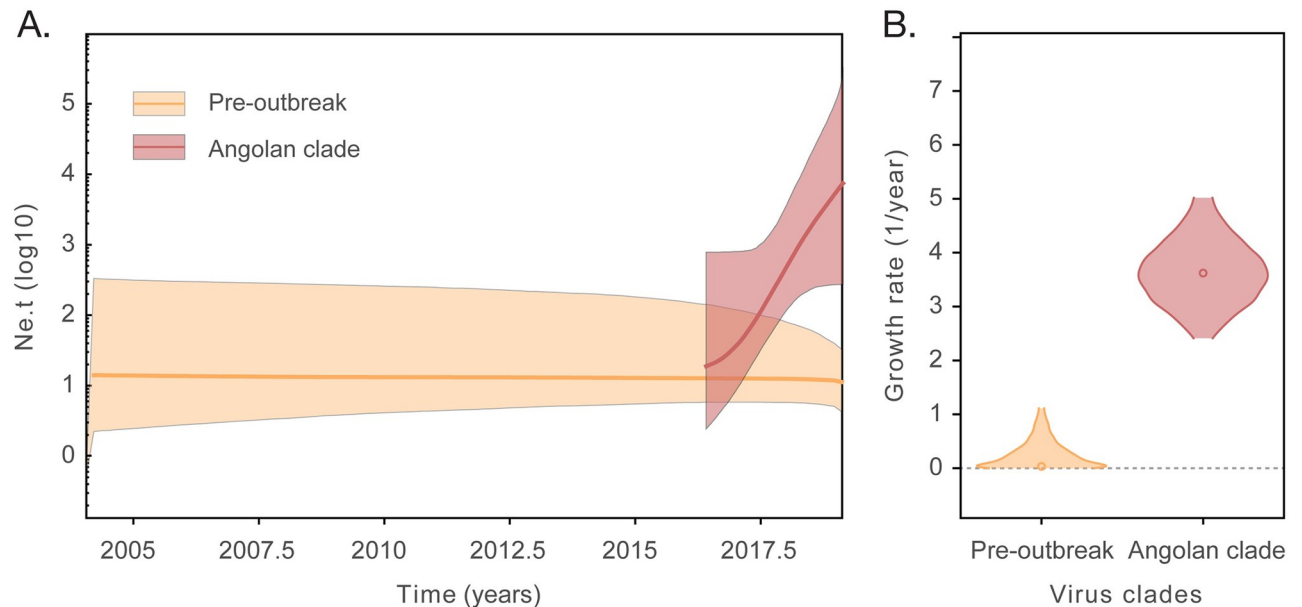 A.
Ne.t (log10)
5
4
3
2
1
0
Pre-outbreak
Angolan clade
2005 2007.5 2010 2012.5 2015 2017.5
Time (years)
B.
Growth rate (1/year)
7
6
5
4
3
2
1
0
Pre-outbreak Angolan clade
Virus clades